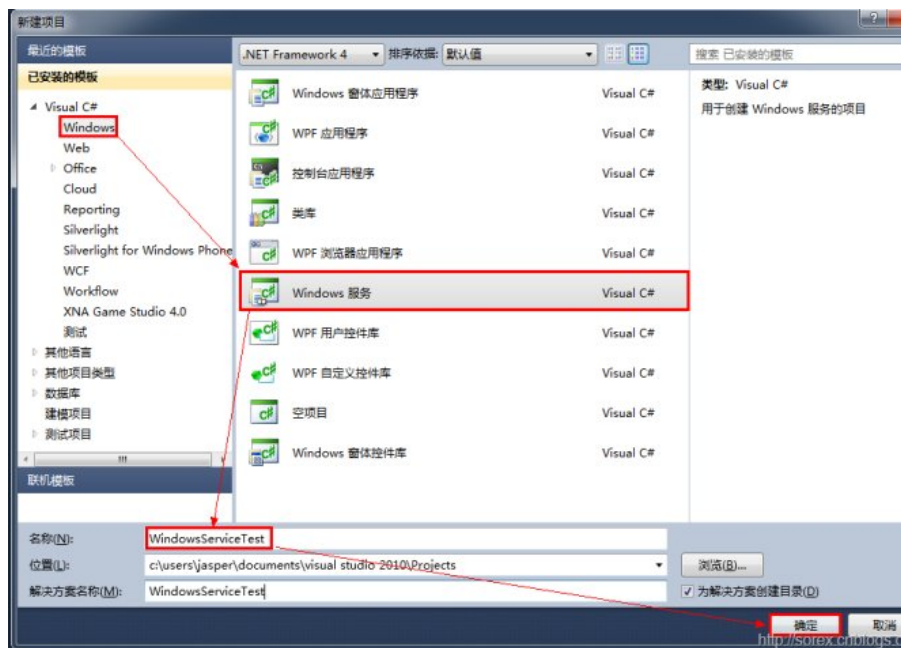 新建项目
最近的模板
.NET Framework 4 排序依据: 默认值 搜索 已安装的模板
已安装的模板
Visual C#
Windows
Web
Office
Cloud
Reporting
Silverlight
Silverlight for Windows Phone
WCF
Workflow
XNA Game Studio 4.0
测试
其他语言
其他项目类型
数据库
建模项目
测试项目
联机模板
Windows 窗体应用程序 Visual C#
WPF 应用程序 Visual C#
控制台应用程序 Visual C#
类库 Visual C#
WPF 浏览器应用程序 Visual C#
Windows 服务 Visual C#
WPF 用户控件库 Visual C#
WPF 自定义控件库 Visual C#
空项目 Visual C#
Windows 窗体控件库 Visual C#
类型: Visual C#
用于创建 Windows 服务的项目
名称(N): WindowsServiceTest
位置(L): c:\users\jasper\documents\visual studio 2010\Projects 浏览(B)...
解决方案名称(M): WindowsServiceTest 为解决方案创建目录(D)
确定 取消
http://sorex.cnblogs.c